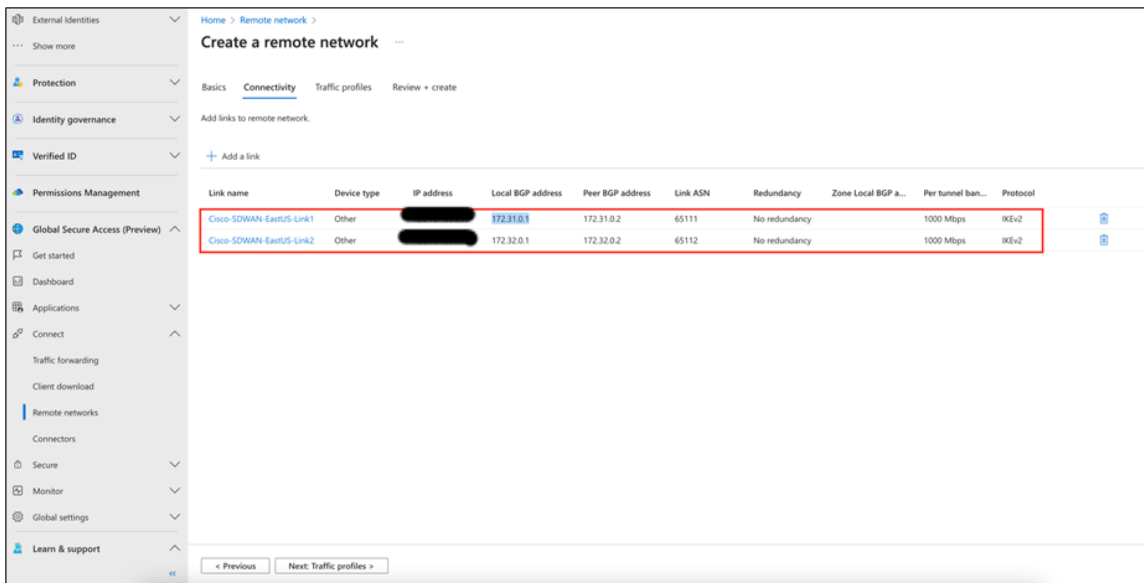 External Identities
Show more
Protection
Identity governance
Verified ID
Permissions Management
Global Secure Access (Preview)
Get started
Dashboard
Applications
Connect
Traffic forwarding
Client download
Remote networks
Connectors
Secure
Monitor
Global settings
Learn & support
«
Home > Remote network >
Create a remote network ...
Basics Connectivity Traffic profiles Review + create
Add links to remote network.
+ Add a link
Link name Device type IP address Local BGP address Peer BGP address Link ASN Redundancy Zone Local BGP a... Per tunnel ban... Protocol
Cisco-SDWAN-EastUS-Link1 Other 172.31.0.1 172.31.0.2 65111 No redundancy 1000 Mbps IKEv2
Cisco-SDWAN-EastUS-Link2 Other 172.32.0.1 172.32.0.2 65112 No redundancy 1000 Mbps IKEv2
< Previous Next: Traffic profiles >